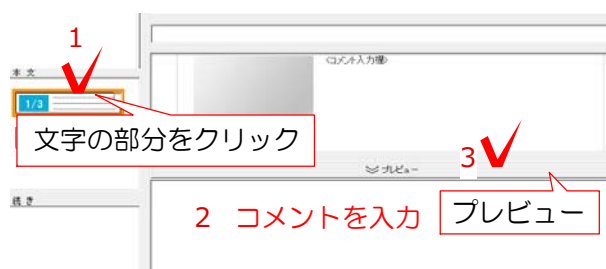 1
本文
<コメント入力欄>
1/3
文字の部分をクリック
3
プレビュー
続き
2 コメントを入力
プレビュー